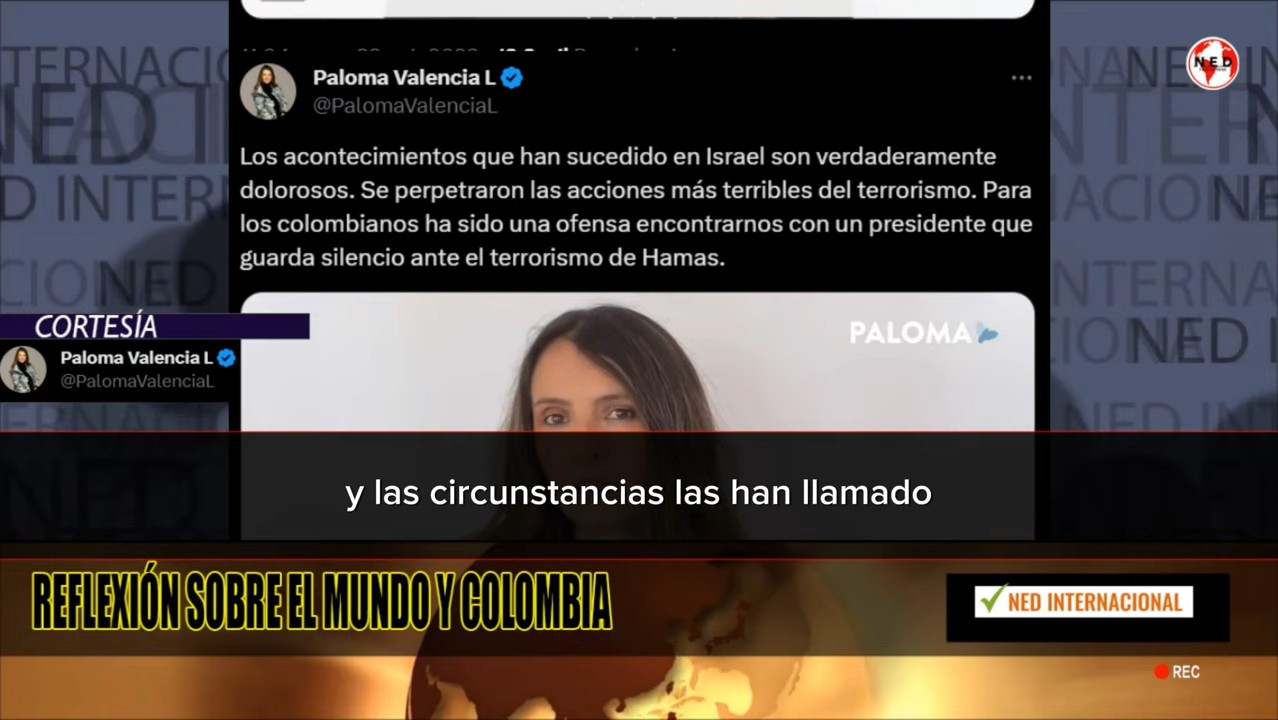 Paloma Valencia L
@PalomaValenciaL
Los acontecimientos que han sucedido en Israel son verdaderamente
dolorosos. Se perpetraron las acciones más terribles del terrorismo. Para
los colombianos ha sido una ofensa encontrarnos con un presidente que
guarda silencio ante el terrorismo de Hamas.
NED
CORTESÍA
Paloma Valencia L
@PalomaValenciaL
PALOMA
y las circunstancias las han llamado
REFLEXIÓN SOBRE EL MUNDO Y COLOMBIA
NED INTERNACIONAL
REC